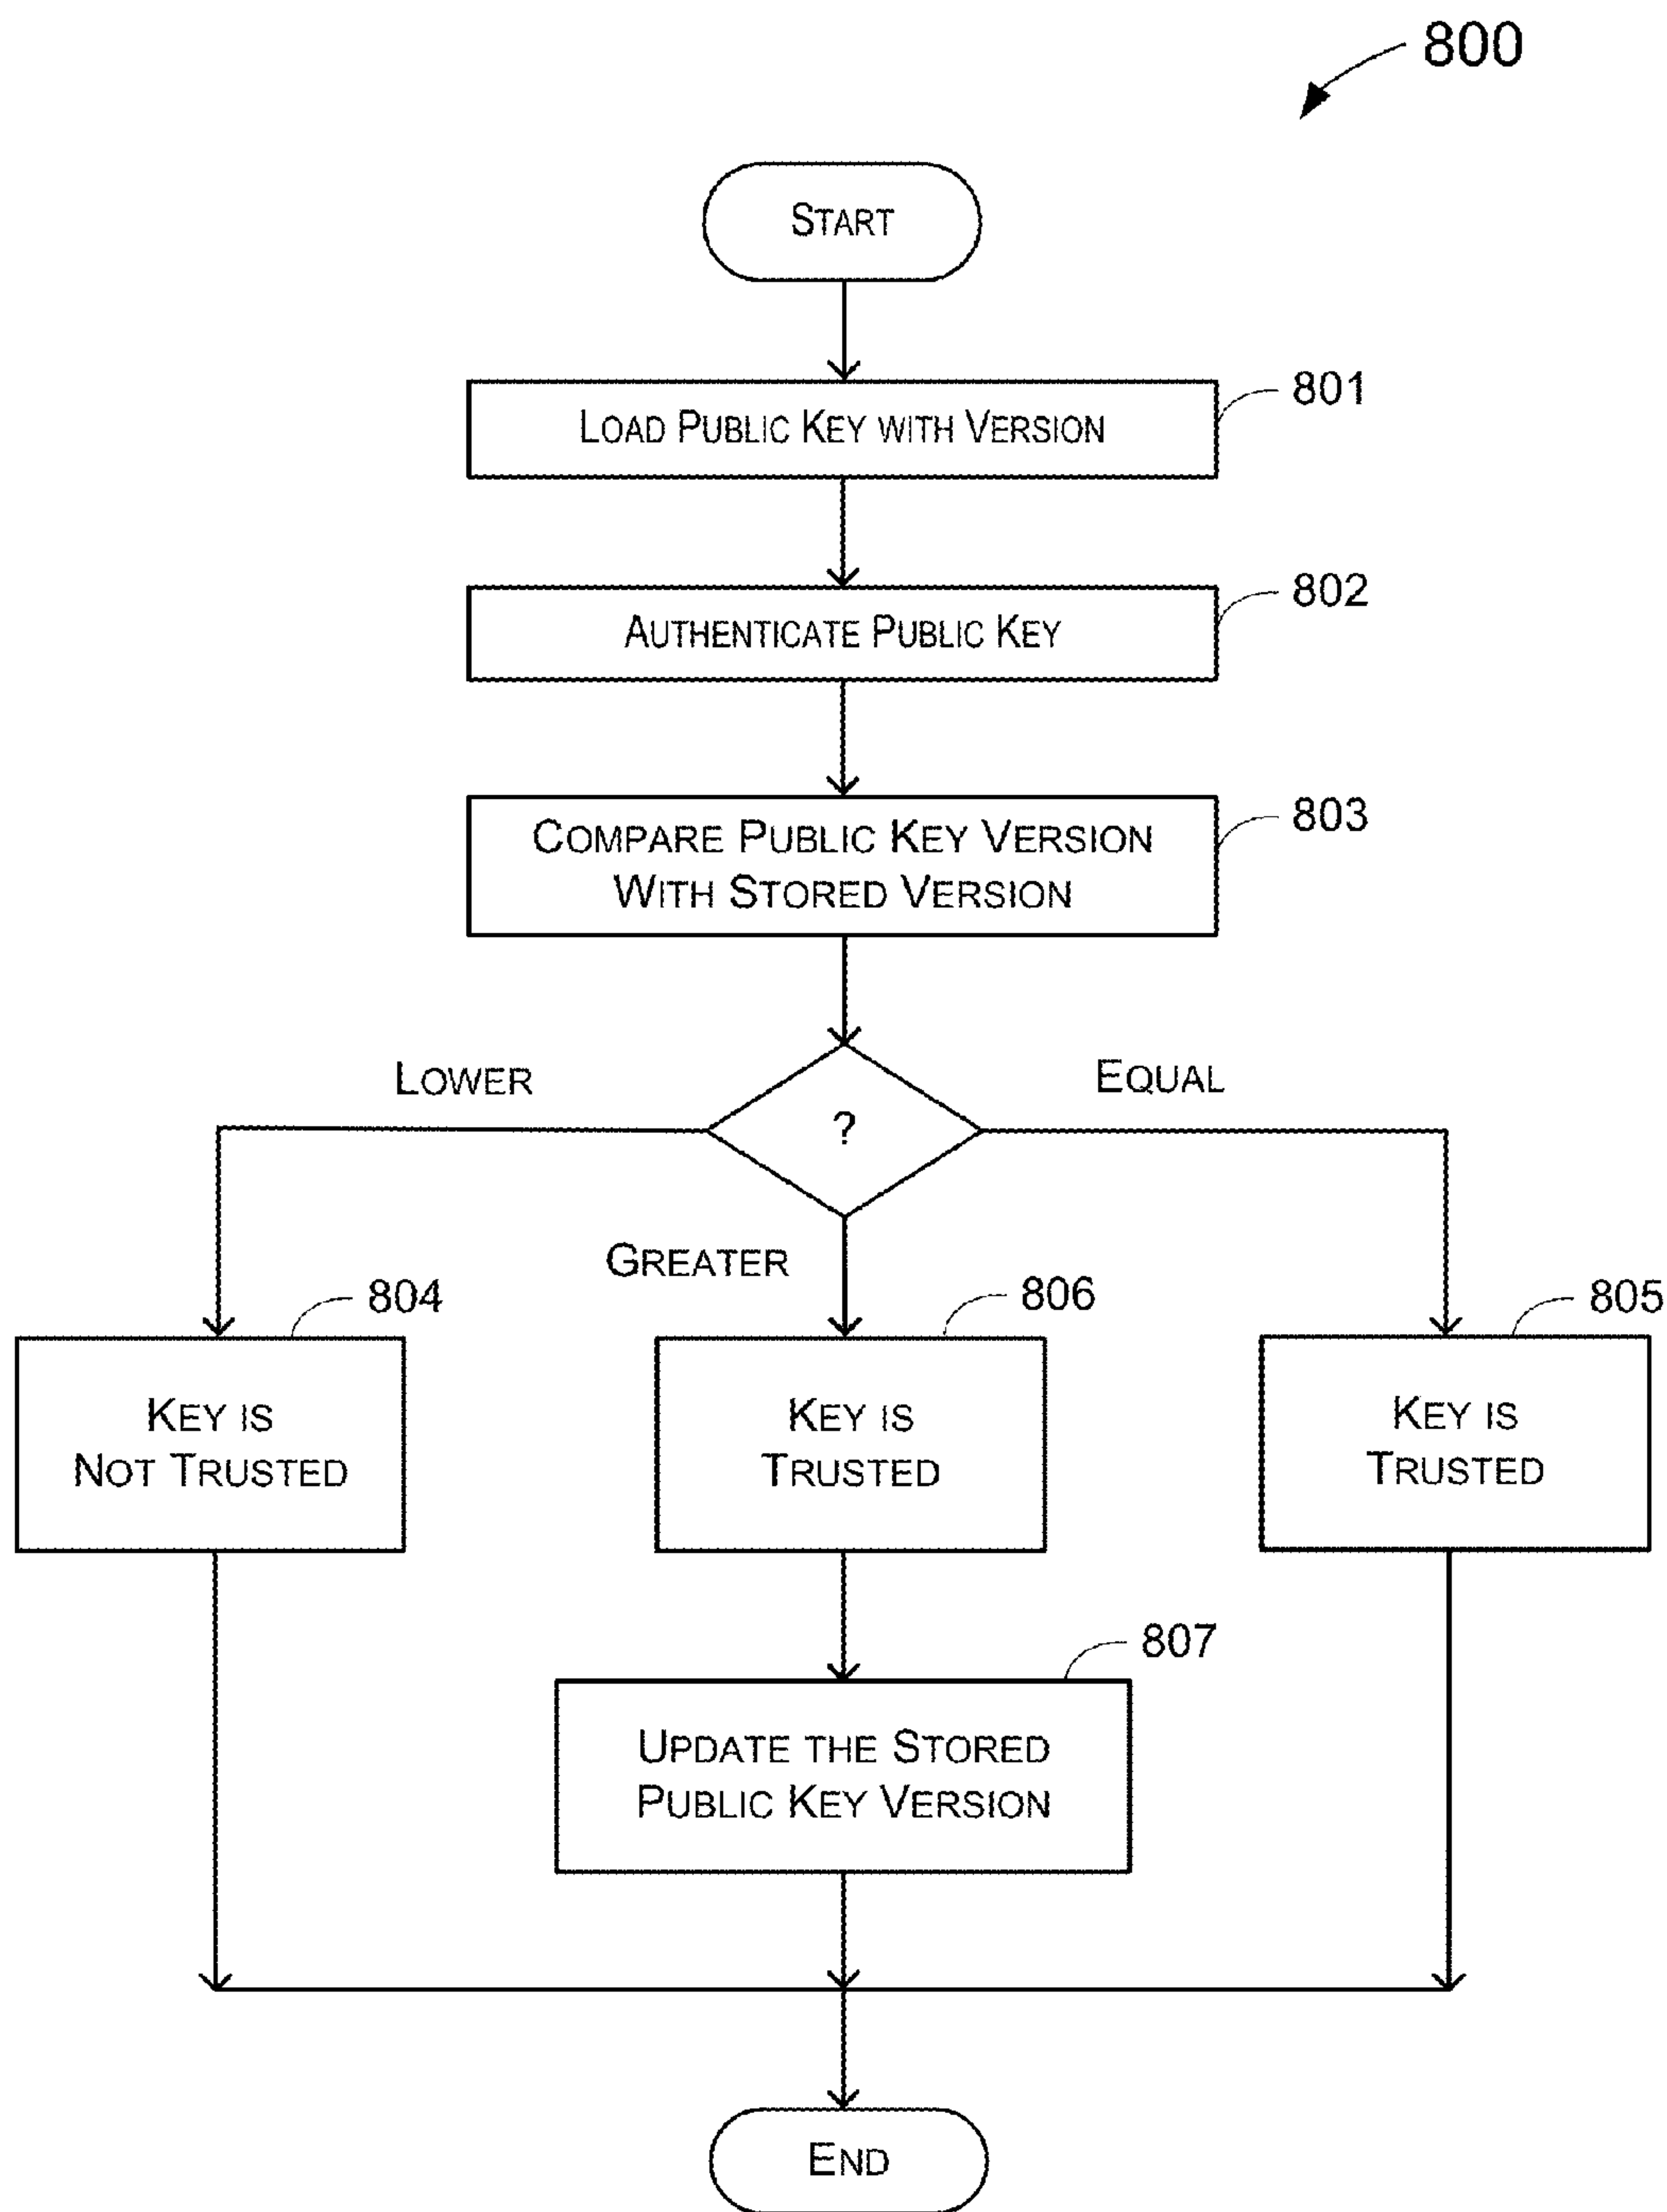 800
START
LOAD PUBLIC KEY WITH VERSION
801
AUTHENTICATE PUBLIC KEY
802
COMPARE PUBLIC KEY VERSION
WITH STORED VERSION
803
LOWER
?
EQUAL
GREATER
804
KEY IS
NOT TRUSTED
806
KEY IS
TRUSTED
805
KEY IS
TRUSTED
807
UPDATE THE STORED
PUBLIC KEY VERSION
END